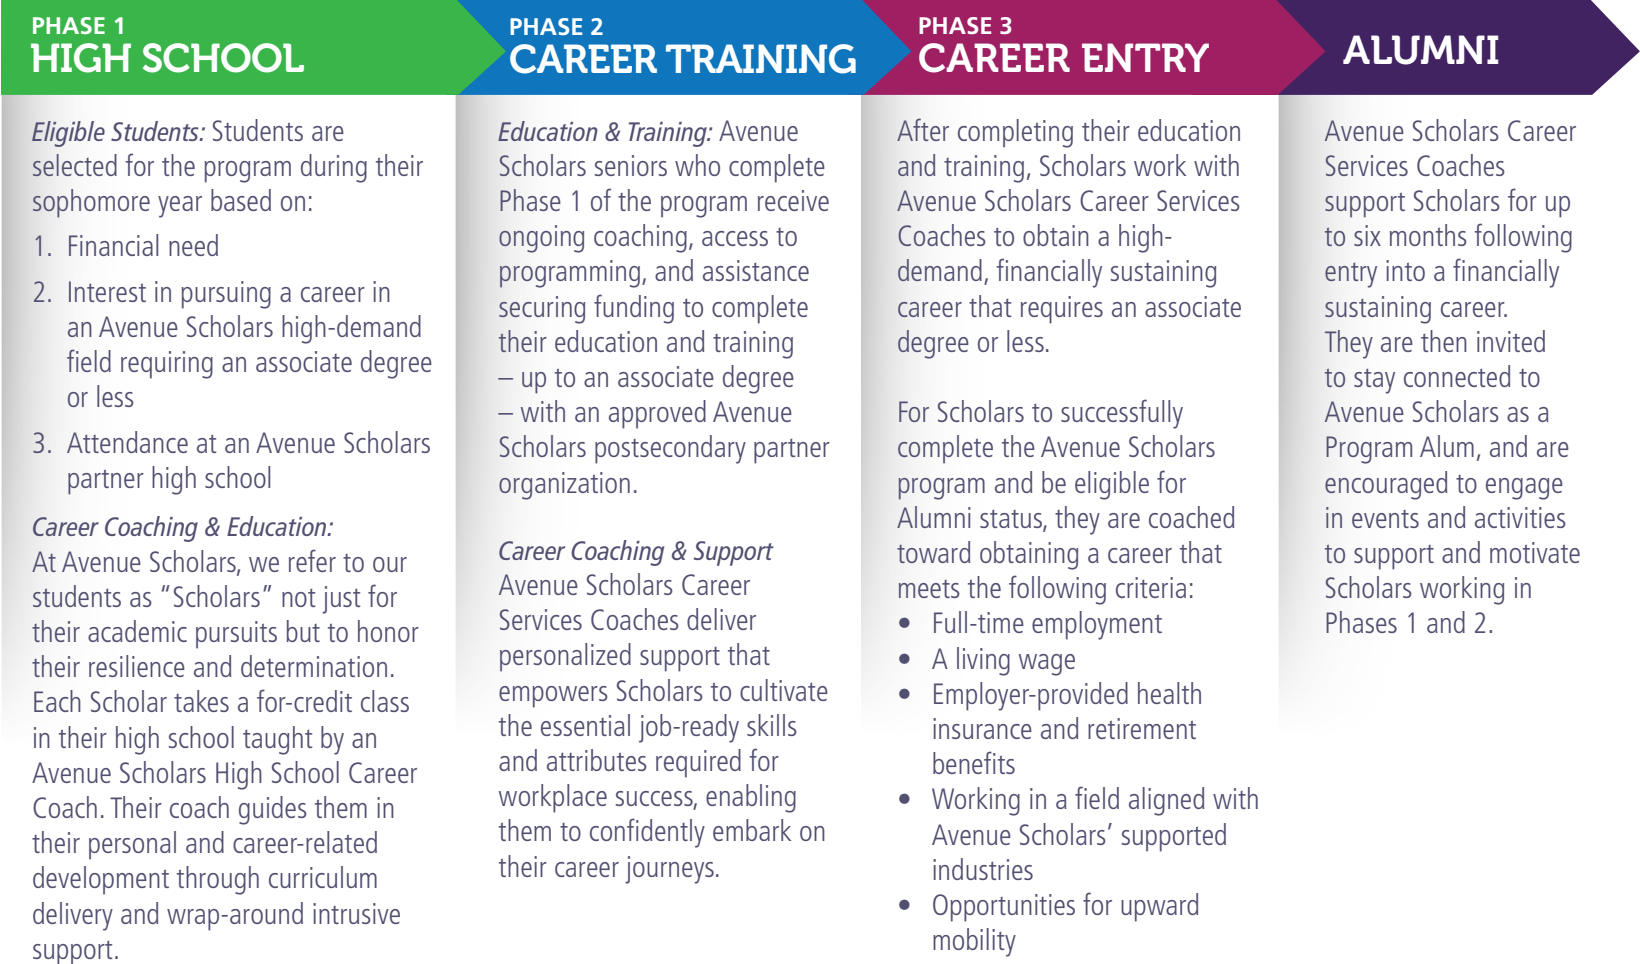 PHASE 1
HIGH SCHOOL
Eligible Students: Students are
selected for the program during their
sophomore year based on:
1. Financial need
2. Interest in pursuing a career in
an Avenue Scholars high-demand
field requiring an associate degree
or less
3. Attendance at an Avenue Scholars
partner high school
Career Coaching & Education:
At Avenue Scholars, we refer to our
students as “Scholars” not just for
their academic pursuits but to honor
their resilience and determination.
Each Scholar takes a for-credit class
in their high school taught by an
Avenue Scholars High School Career
Coach. Their coach guides them in
their personal and career-related
development through curriculum
delivery and wrap-around intrusive
support.
PHASE 2
CAREER TRAINING
Education & Training: Avenue
Scholars seniors who complete
Phase 1 of the program receive
ongoing coaching, access to
programming, and assistance
securing funding to complete
their education and training
– up to an associate degree
– with an approved Avenue
Scholars postsecondary partner
organization.
Career Coaching & Support
Avenue Scholars Career
Services Coaches deliver
personalized support that
empowers Scholars to cultivate
the essential job-ready skills
and attributes required for
workplace success, enabling
them to confidently embark on
their career journeys.
PHASE 3
CAREER ENTRY
After completing their education
and training, Scholars work with
Avenue Scholars Career Services
Coaches to obtain a high-
demand, financially sustaining
career that requires an associate
degree or less.
For Scholars to successfully
complete the Avenue Scholars
program and be eligible for
Alumni status, they are coached
toward obtaining a career that
meets the following criteria:
• Full-time employment
• A living wage
• Employer-provided health
insurance and retirement
benefits
• Working in a field aligned with
Avenue Scholars’ supported
industries
• Opportunities for upward
mobility
ALUMNI
Avenue Scholars Career
Services Coaches
support Scholars for up
to six months following
entry into a financially
sustaining career.
They are then invited
to stay connected to
Avenue Scholars as a
Program Alum, and are
encouraged to engage
in events and activities
to support and motivate
Scholars working in
Phases 1 and 2.